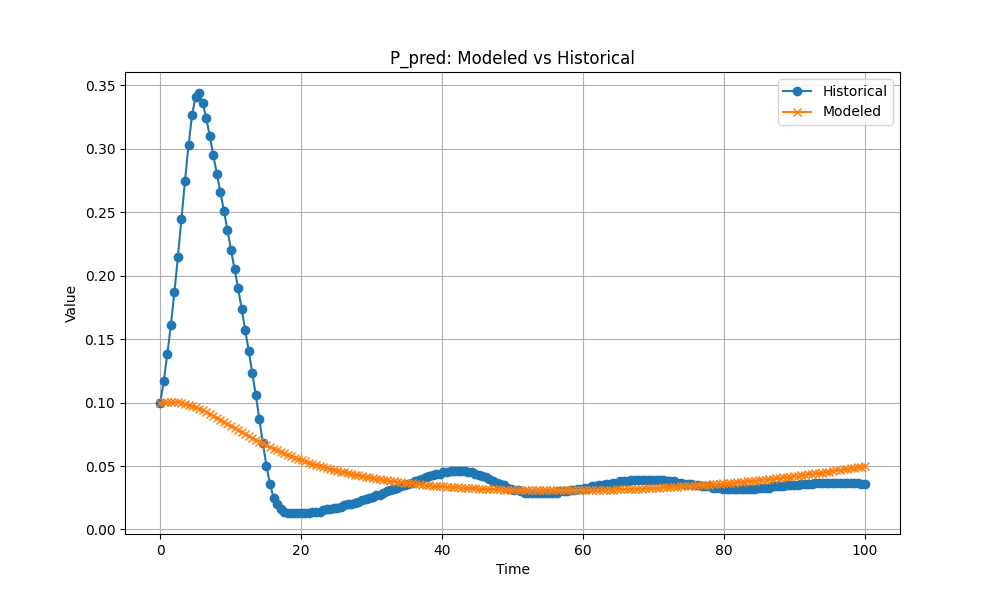 P_pred: Modeled vs Historical
Historical
Modeled
Value
0.35
0.30
0.25
0.20
0.15
0.10
0.05
0.00
0 20 40 60 80 100
Time